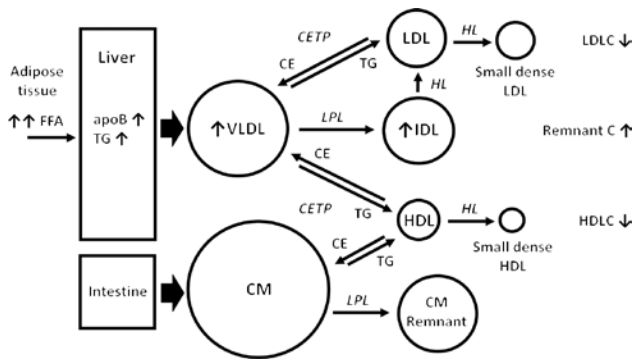 Adipose
tissue
↑↑ FFA
Liver
apoB ↑
TG ↑
↑VLDL
CETP
CE
TG
LDL
HL
Small dense
LDL
LDLC ↓
HL
LPL
↑IDL
Remnant C ↑
CE
CETP
TG
HDL
HL
Small dense
HDL
HDLC ↓
CE
TG
Intestine
CM
LPL
CM
Remnant